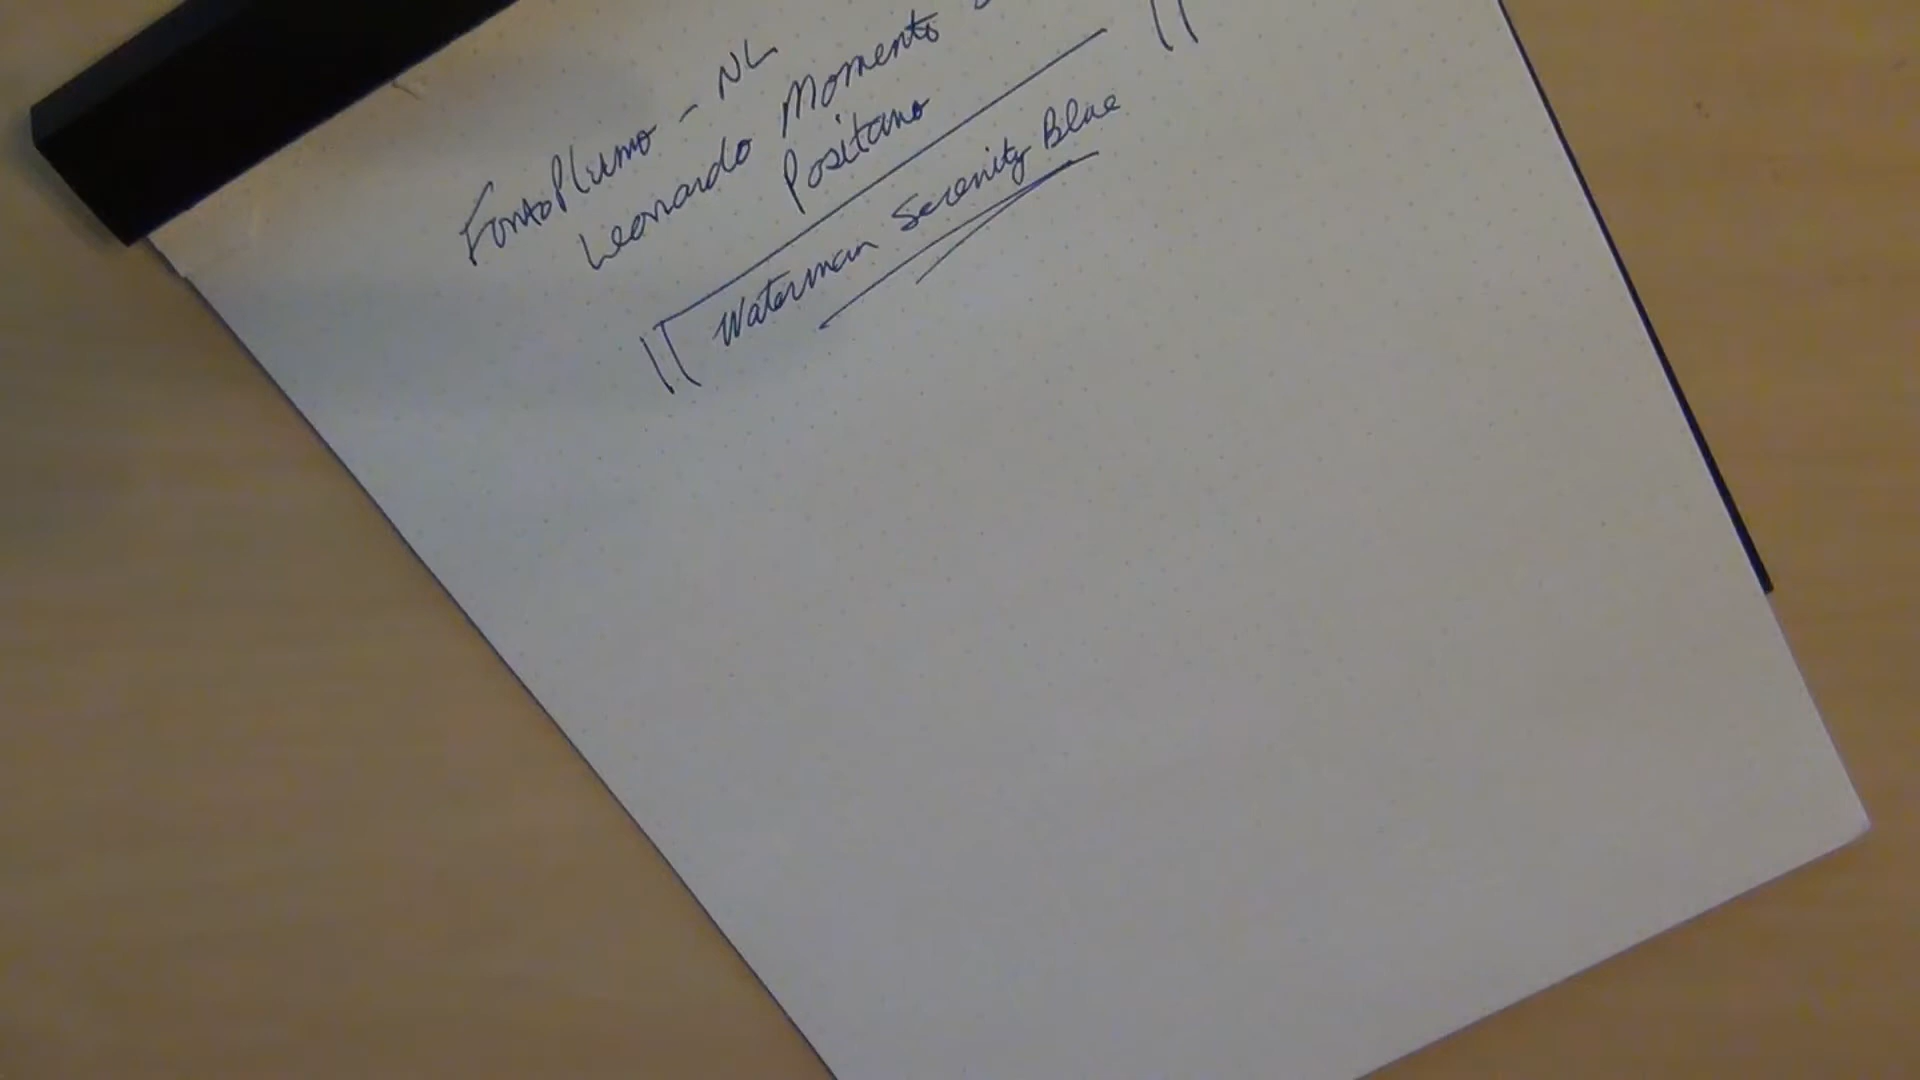 FontoPlumo - NL
Leonardo Momento
Positano
Waterman Serenity Blue